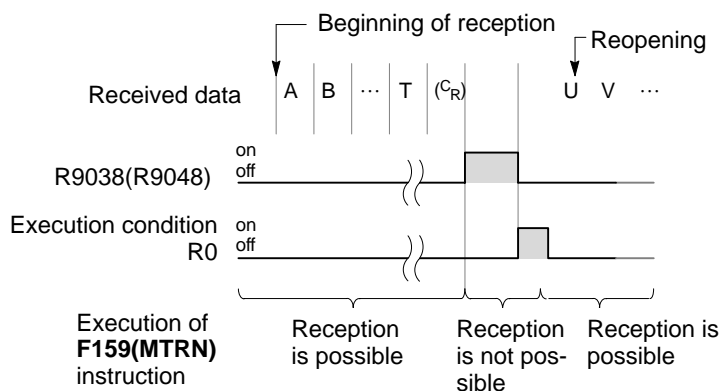 Beginning of reception
Reopening
Received data A B ⋯ T (CR) U V ⋯
R9038(R9048) on
off
Execution condition
R0 on
off
Execution of
F159(MTRN)
instruction
Reception
is possible
Reception
is not pos-
sible
Reception is
possible